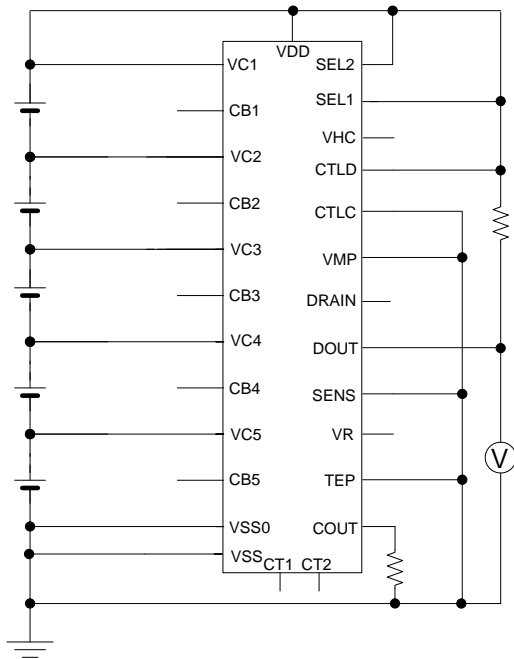 VDD
VC1
SEL2
CB1
SEL1
VHC
VC2
CTLD
CB2
CTLC
VC3
VMP
CB3
DRAIN
VC4
DOUT
CB4
SENS
VC5
VR
CB5
TEP
VSS0
COUT
VSS
CT1 CT2
V